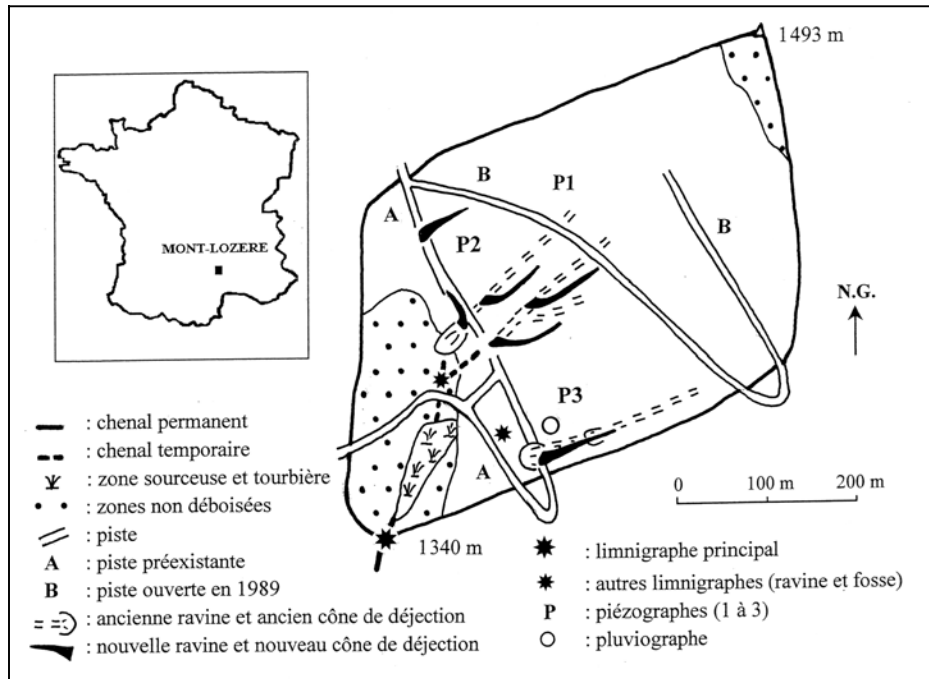 1493 m
MONT-LOZERE
B
P1
A
P2
B
N.G.
P3
A
0 100 m 200 m
1340 m
: chenal permanent
: chenal temporaire
: zone sourceuse et tourbière
: zones non déboisées
: piste
A : piste préexistante
B : piste ouverte en 1989
: ancienne ravine et ancien cône de déjection
: nouvelle ravine et nouveau cône de déjection
: limnigraphe principal
: autres limnigraphes (ravine et fosse)
P : piézographes (1 à 3)
: pluviographe